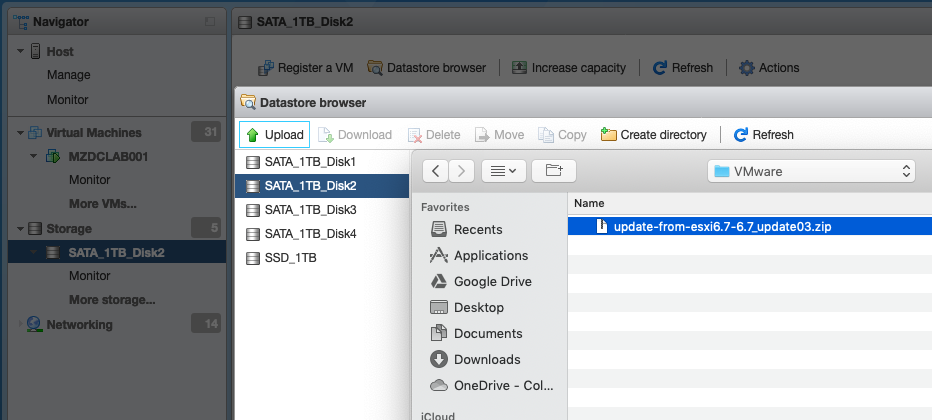 Navigator
SATA_1TB_Disk2
Host
Manage
Monitor
Virtual Machines 31
MZDCLAB001
Monitor
More VMs...
Storage 5
SATA_1TB_Disk2
Monitor
More storage...
Networking 14
Register a VM Datastore browser Increase capacity Refresh Actions
Datastore browser
Upload Download Delete Move Copy Create directory Refresh
SATA_1TB_Disk1
SATA_1TB_Disk2
SATA_1TB_Disk3
SATA_1TB_Disk4
SSD_1TB
VMware
Favorites
Recents
Applications
Google Drive
Desktop
Documents
Downloads
OneDrive - Col...
iCloud
Name
update-from-esxi6.7-6.7_update03.zip